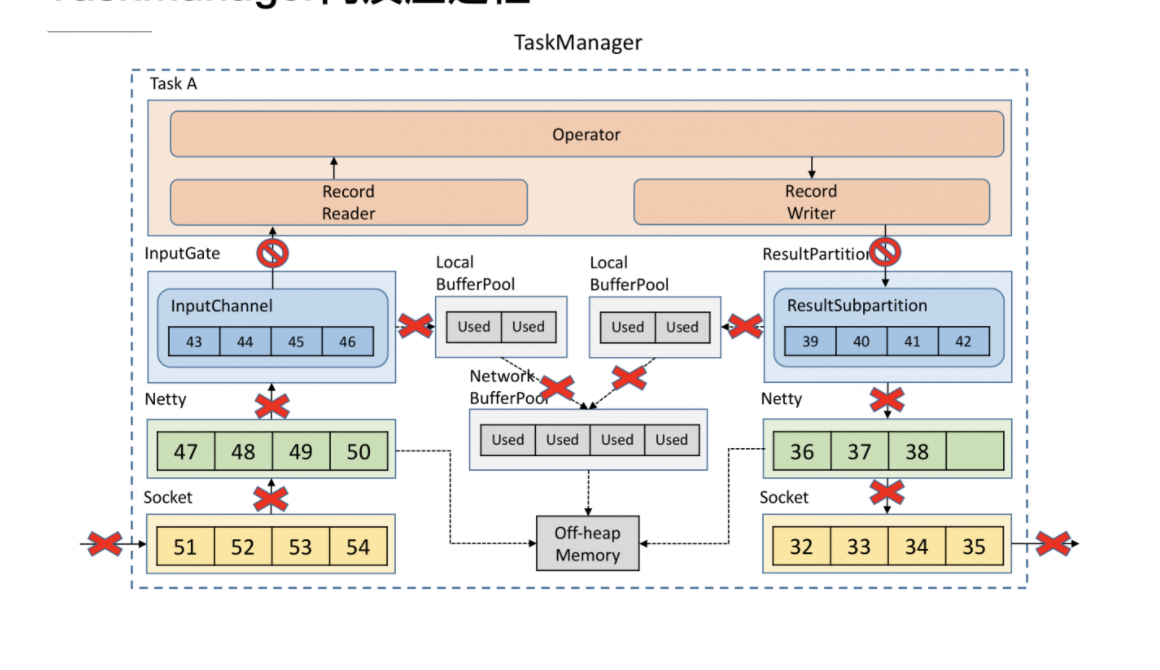 TaskManager
Task A
Operator
Record
Reader
Record
Writer
InputGate
ResultPartition
Local
BufferPool
Local
BufferPool
InputChannel
43 44 45 46
Used Used
Used Used
ResultSubpartition
39 40 41 42
Network
BufferPool
Used Used Used Used
Netty
47 48 49 50
Netty
36 37 38
Socket
51 52 53 54
Off-heap
Memory
Socket
32 33 34 35